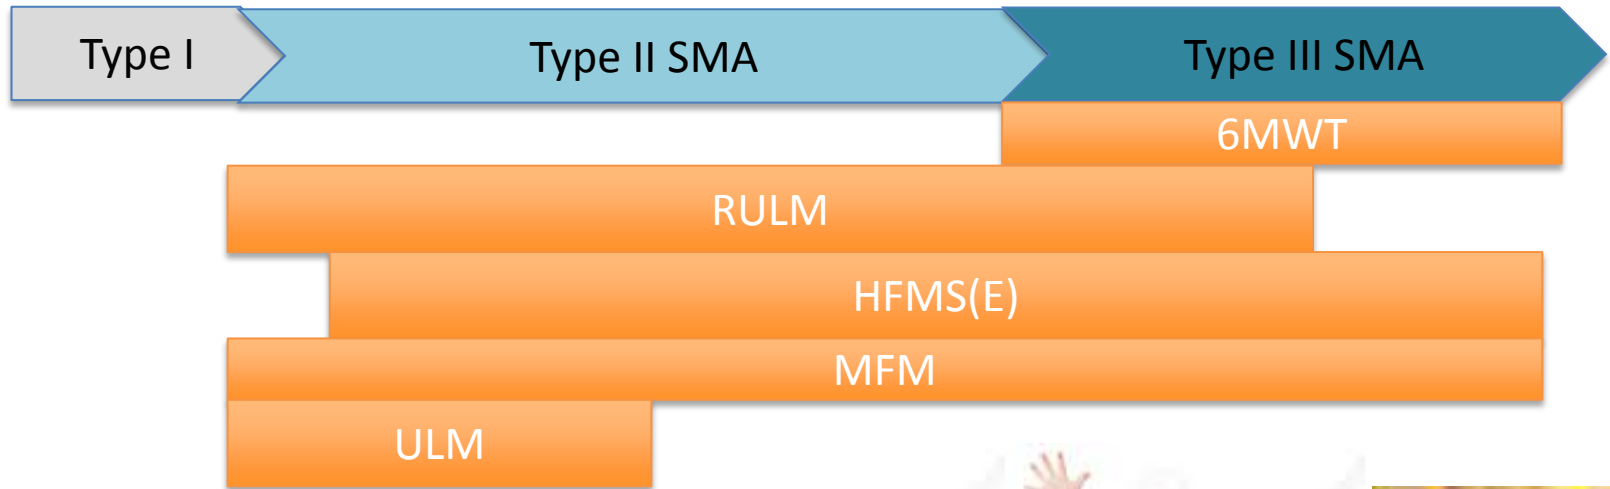 Type I
Type II SMA
Type III SMA
6MWT
RULM
HFMS(E)
MFM
ULM